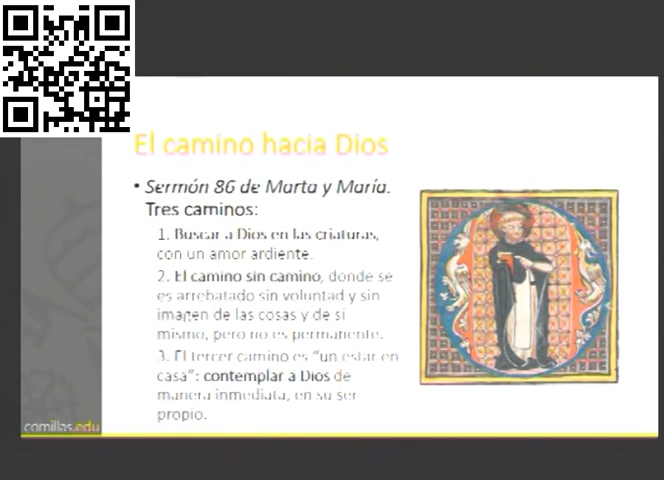 El camino hacia Dios
• Sermón 86 de Marta y María.
Tres caminos:
1. Buscar a Dios en las criaturas,
con un amor ardiente.
2. El camino sin camino, donde se
es arrebatado sin voluntad y sin
imagen de las cosas y de sí
mismo, pero no es permanente.
3. El tercer camino es “un estar en
casa”: contemplar a Dios de
manera inmediata, en su ser
propio.
comillas.edu